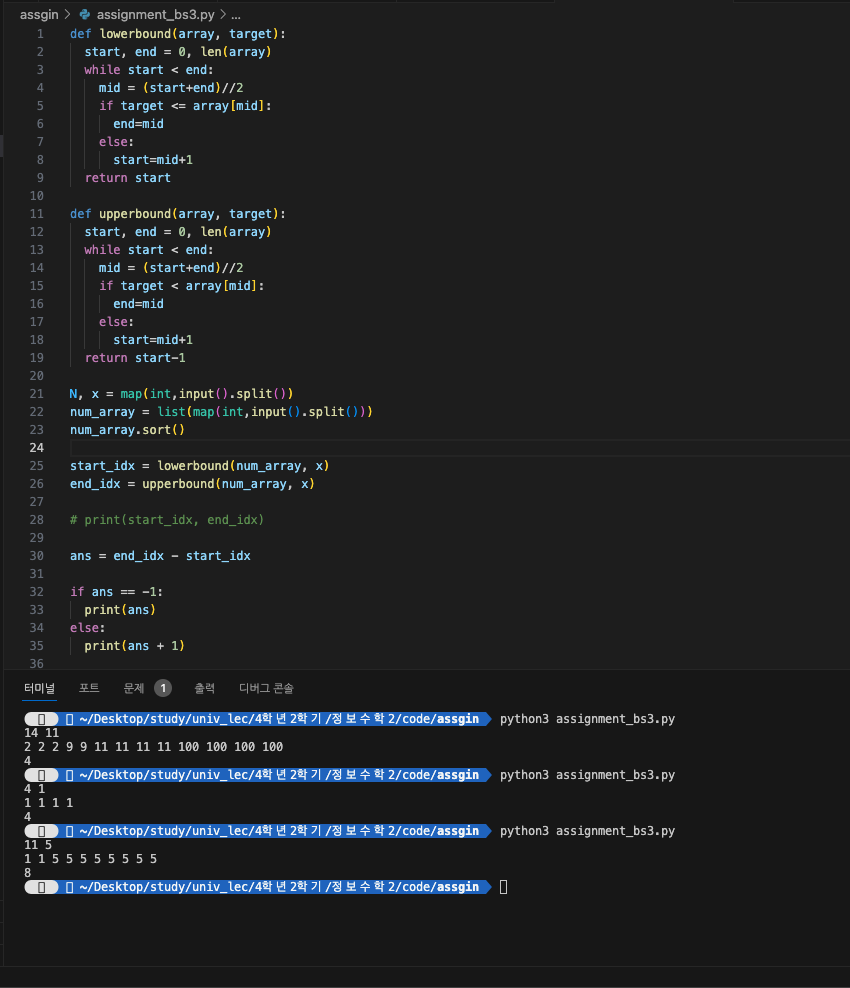 assgin > assignment_bs3.py > ...
1 def lowerbound(array, target):
2 start, end = 0, len(array)
3 while start < end:
4 mid = (start+end)//2
5 if target <= array[mid]:
6 end=mid
7 else:
8 start=mid+1
9 return start
10
11 def upperbound(array, target):
12 start, end = 0, len(array)
13 while start < end:
14 mid = (start+end)//2
15 if target < array[mid]:
16 end=mid
17 else:
18 start=mid+1
19 return start-1
20
21 N, x = map(int,input().split())
22 num_array = list(map(int,input().split()))
23 num_array.sort()
24
25 start_idx = lowerbound(num_array, x)
26 end_idx = upperbound(num_array, x)
27
28 # print(start_idx, end_idx)
29
30 ans = end_idx - start_idx
31
32 if ans == -1:
33 print(ans)
34 else:
35 print(ans + 1)
36
터미널 포트 문제 1 출력 디버그 콘솔
~/Desktop/study/univ_lec/4학년2학기/정보수학2/code/assgin python3 assignment_bs3.py
14 11
2 2 2 9 9 11 11 11 11 100 100 100 100
4
~/Desktop/study/univ_lec/4학년2학기/정보수학2/code/assgin python3 assignment_bs3.py
4 1
1 1 1 1
4
~/Desktop/study/univ_lec/4학년2학기/정보수학2/code/assgin python3 assignment_bs3.py
11 5
1 1 5 5 5 5 5 5 5 5
8
~/Desktop/study/univ_lec/4학년2학기/정보수학2/code/assgin